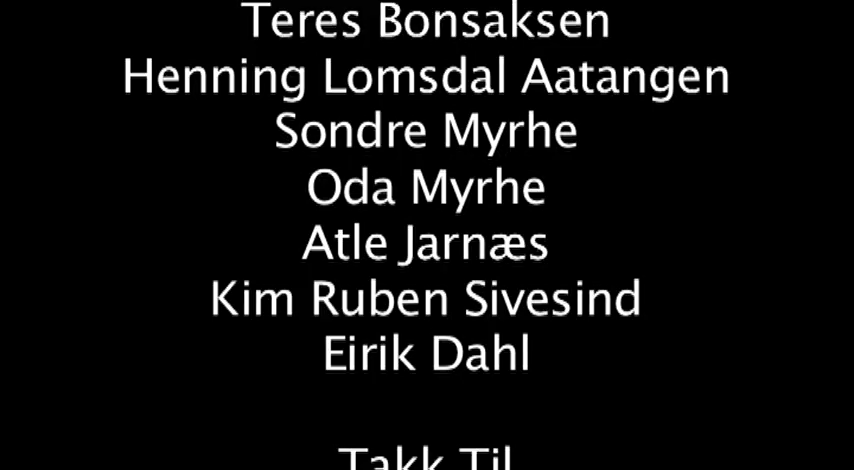 Teres Bonsaksen
Henning Lomsdal Aatangen
Sondre Myrhe
Oda Myrhe
Atle Jarnæs
Kim Ruben Sivesind
Eirik Dahl
Takk Til